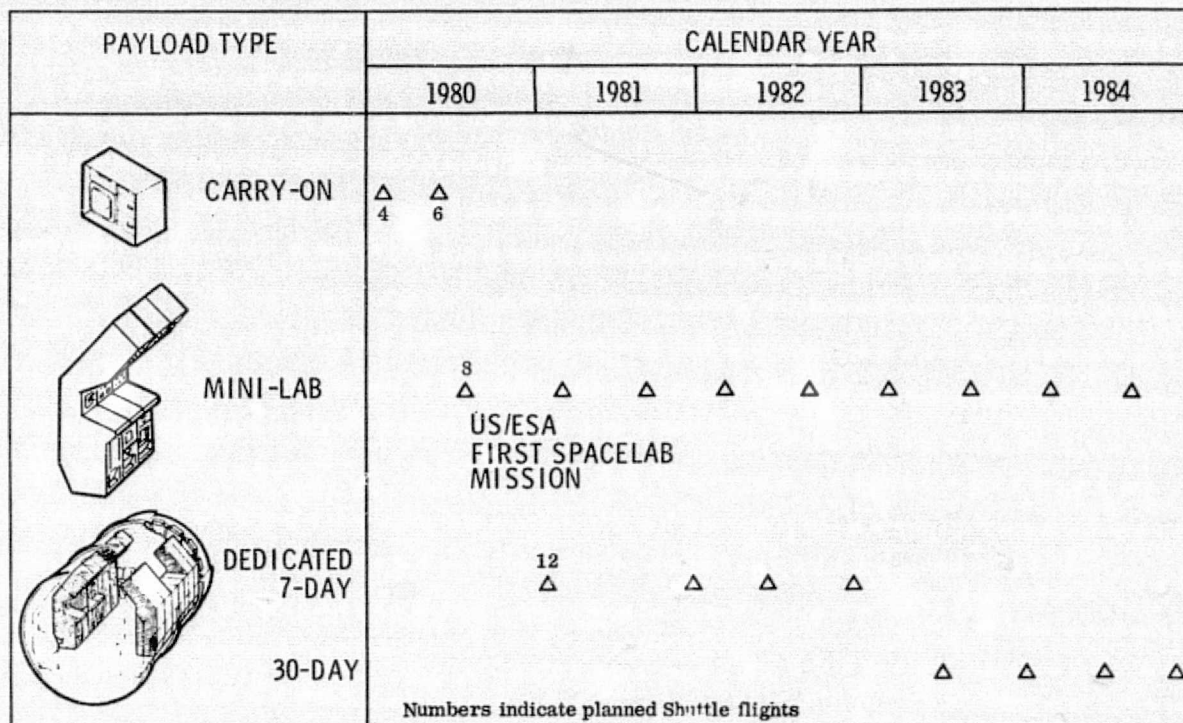 PAYLOAD TYPE
CALENDAR YEAR
1980 1981 1982 1983 1984
CARRY-ON
4 6
8
MINI-LAB
US/ESA
FIRST SPACELAB
MISSION
DEDICATED 12
7-DAY
30-DAY
Numbers indicate planned Shuttle flights